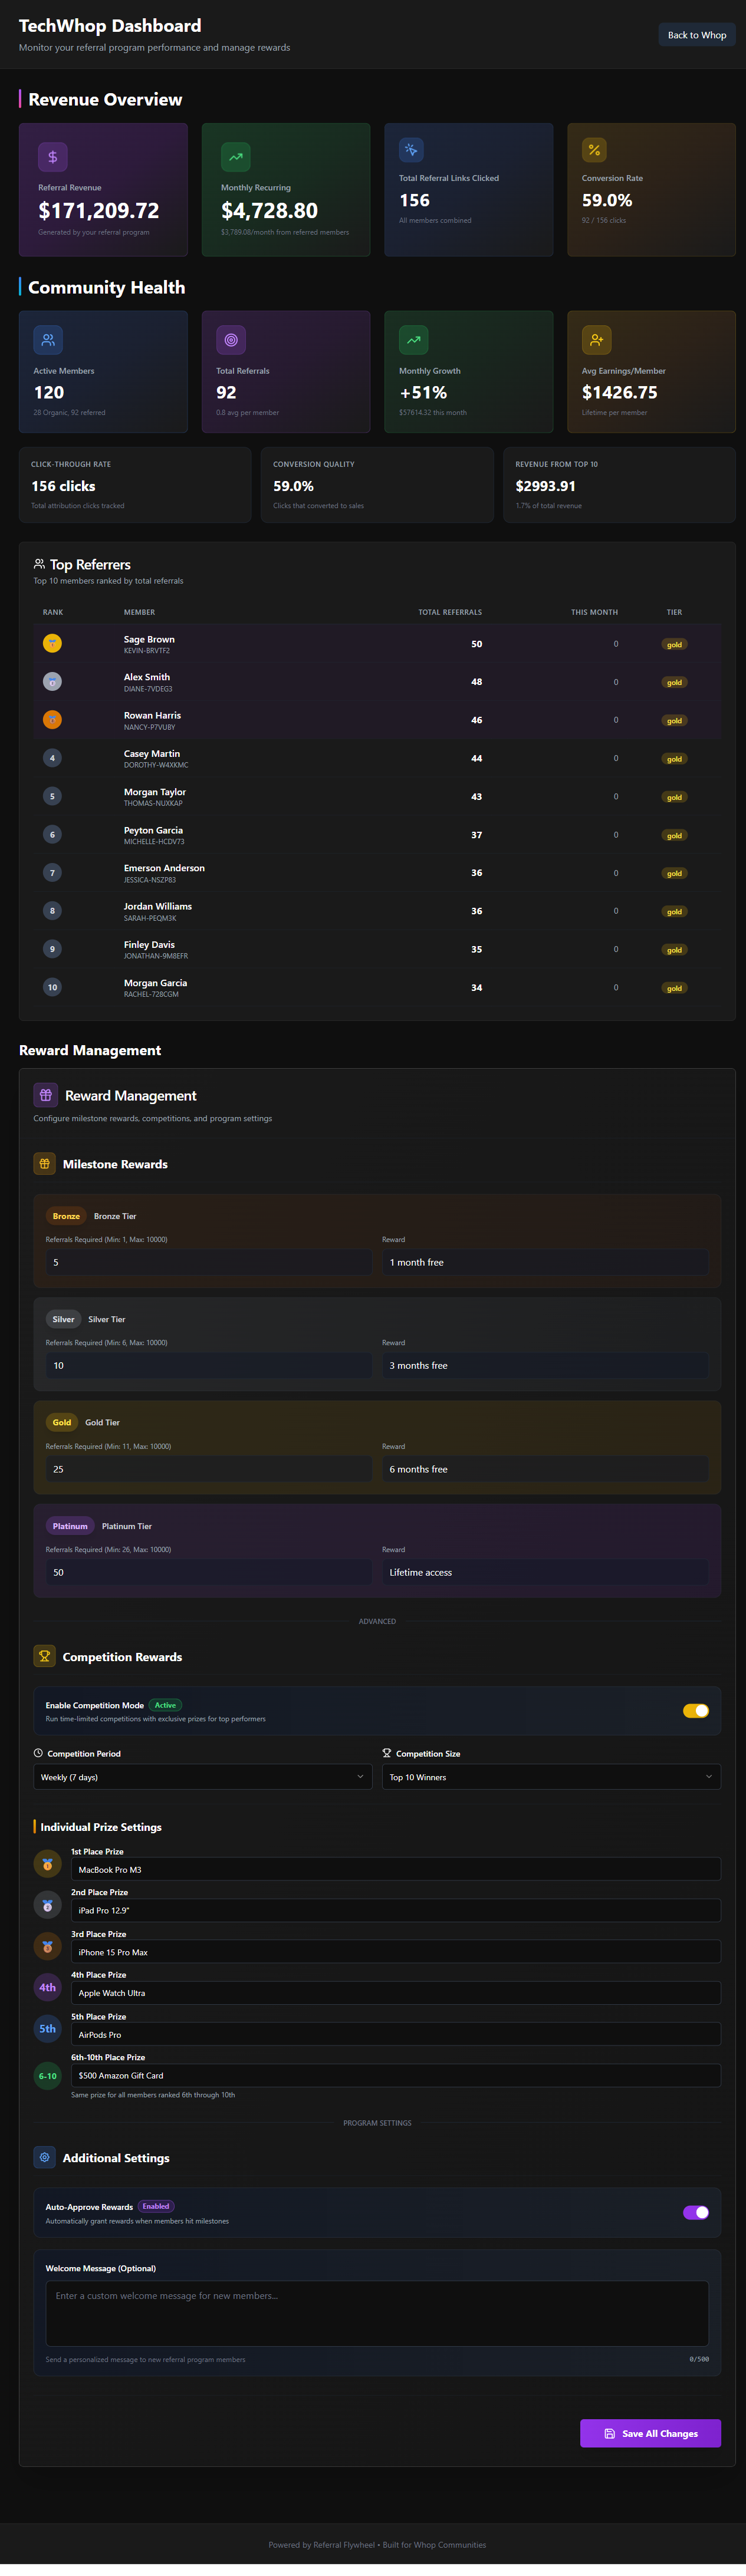 TechWhop Dashboard
Monitor your referral program performance and manage rewards
Back to Whop
Revenue Overview
Referral Revenue
$171,209.72
Generated by your referral program
Monthly Recurring
$4,728.80
$3,789.08/month from referred members
Total Referral Links Clicked
156
All members combined
Conversion Rate
59.0%
92 / 156 clicks
Community Health
Active Members
120
28 Organic, 92 referred
Total Referrals
92
0.8 avg per member
Monthly Growth
+51%
$57614.32 this month
Avg Earnings/Member
$1426.75
Lifetime per member
CLICK-THROUGH RATE
156 clicks
Total attribution clicks tracked
CONVERSION QUALITY
59.0%
Clicks that converted to sales
REVENUE FROM TOP 10
$2993.91
1.7% of total revenue
Top Referrers
Top 10 members ranked by total referrals
RANK MEMBER TOTAL REFERRALS THIS MONTH TIER
Sage Brown 50 0 gold
KEVIN-BRVTF2
Alex Smith 48 0 gold
DIANE-7VDEG3
Rowan Harris 46 0 gold
NANCY-P7VUBY
4 Casey Martin 44 0 gold
DOROTHY-W4XKMC
5 Morgan Taylor 43 0 gold
THOMAS-NUXKAP
6 Peyton Garcia 37 0 gold
MICHELLE-HCDV73
7 Emerson Anderson 36 0 gold
JESSICA-NSZP83
8 Jordan Williams 36 0 gold
SARAH-PEQM3K
9 Finley Davis 35 0 gold
JONATHAN-9M8EFR
10 Morgan Garcia 34 0 gold
RACHEL-728CGM
Reward Management
Reward Management
Configure milestone rewards, competitions, and program settings
Milestone Rewards
Bronze Bronze Tier
Referrals Required (Min: 1, Max: 10000) Reward
5 1 month free
Silver Silver Tier
Referrals Required (Min: 6, Max: 10000) Reward
10 3 months free
Gold Gold Tier
Referrals Required (Min: 11, Max: 10000) Reward
25 6 months free
Platinum Platinum Tier
Referrals Required (Min: 26, Max: 10000) Reward
50 Lifetime access
ADVANCED
Competition Rewards
Enable Competition Mode Active
Run time-limited competitions with exclusive prizes for top performers
Competition Period Competition Size
Weekly (7 days) Top 10 Winners
Individual Prize Settings
1st Place Prize
MacBook Pro M3
2nd Place Prize
iPad Pro 12.9"
3rd Place Prize
iPhone 15 Pro Max
4th Place Prize
4th
Apple Watch Ultra
5th Place Prize
5th
AirPods Pro
6th-10th Place Prize
6-10
$500 Amazon Gift Card
Same prize for all members ranked 6th through 10th
PROGRAM SETTINGS
Additional Settings
Auto-Approve Rewards Enabled
Automatically grant rewards when members hit milestones
Welcome Message (Optional)
Enter a custom welcome message for new members...
Send a personalized message to new referral program members 0/500
Save All Changes
Powered by Referral Flywheel • Built for Whop Communities